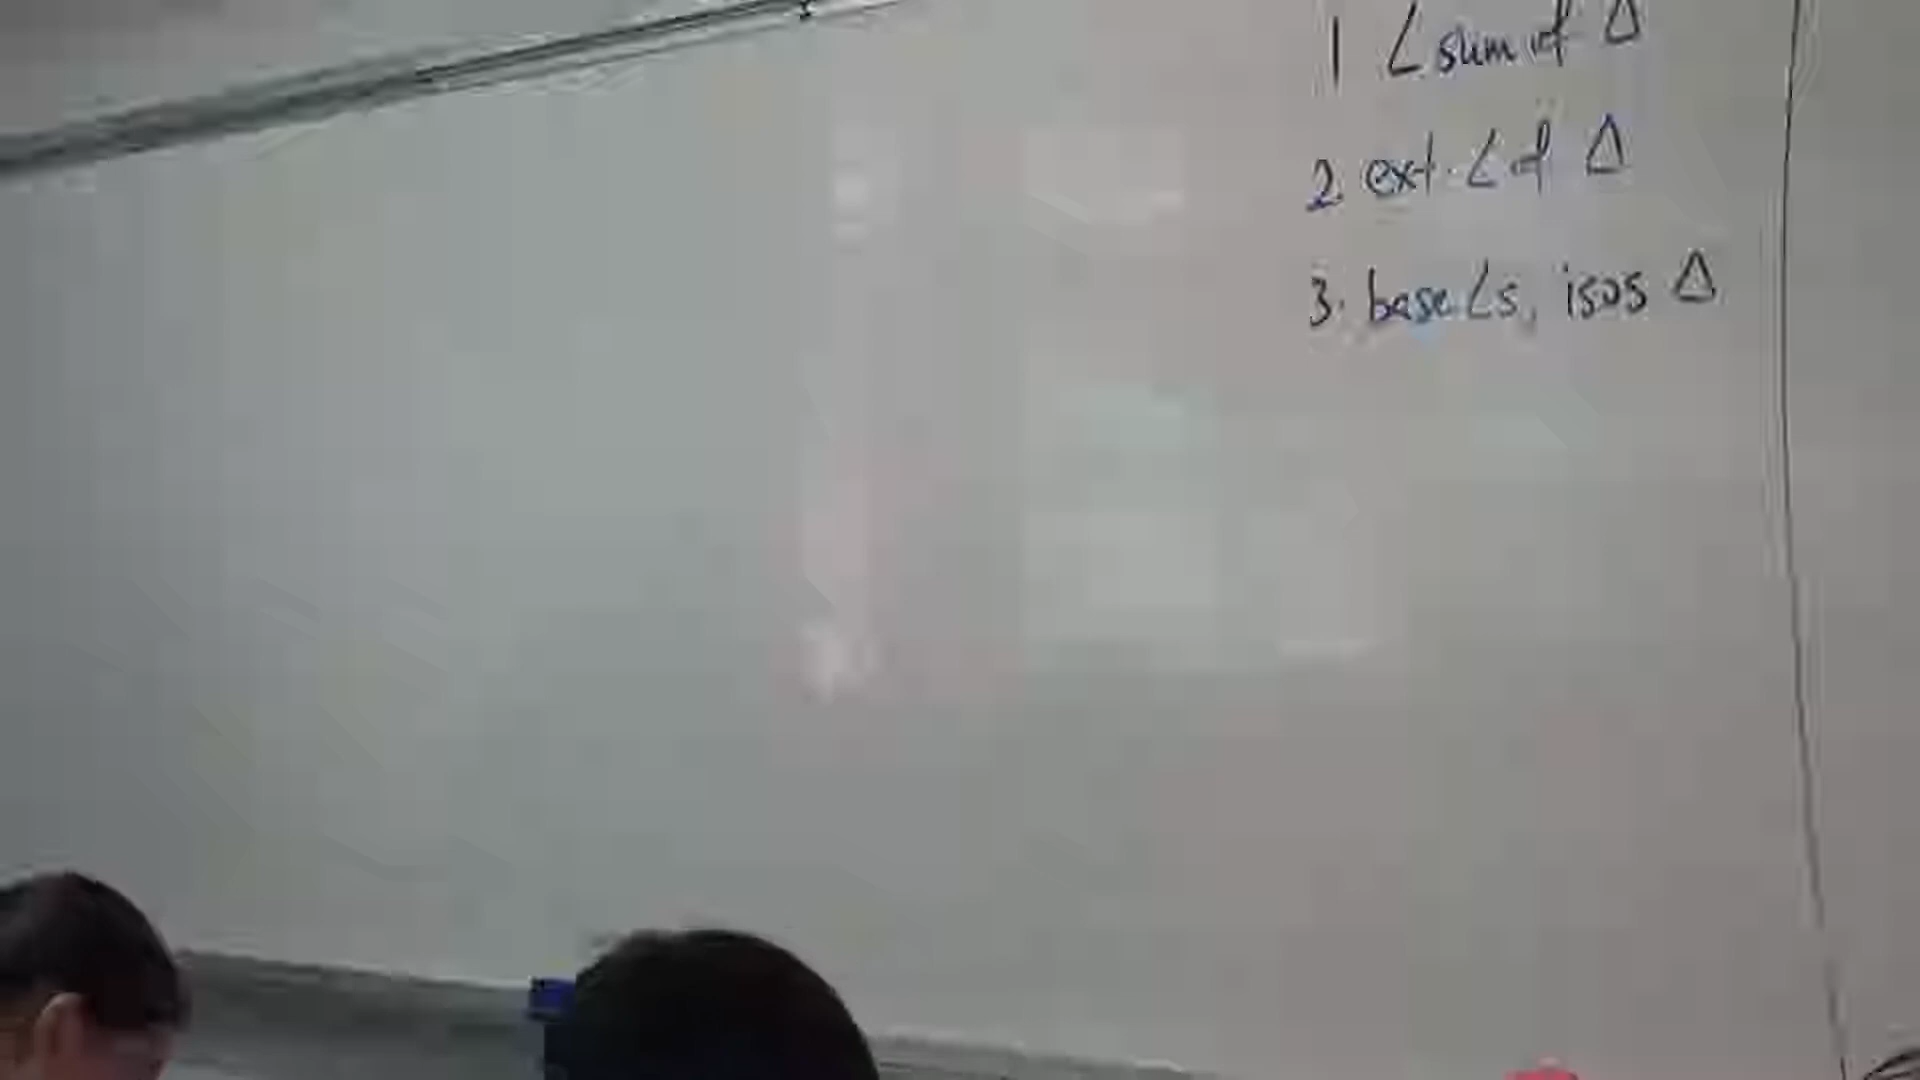 1 ∠ sum of △
2. ext. ∠ of △
3. base ∠s, isos △